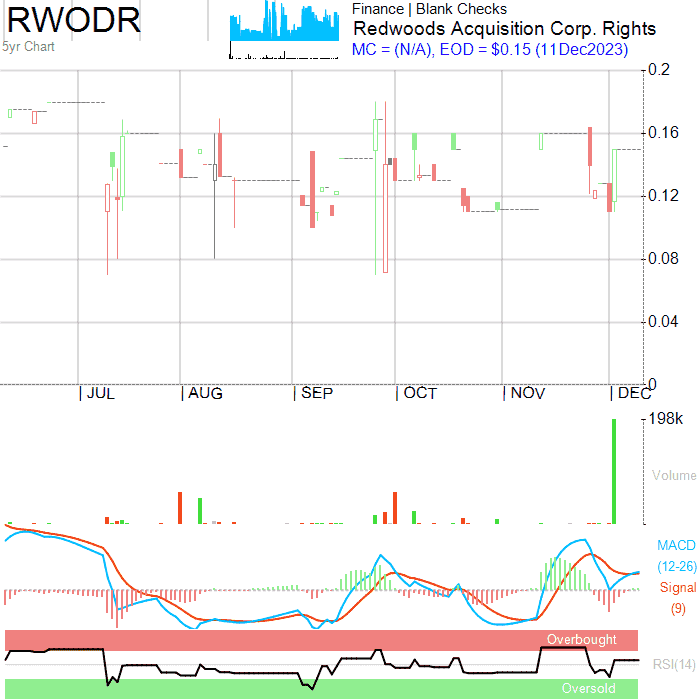 RWODR
5yr Chart
Finance | Blank Checks
Redwoods Acquisition Corp. Rights
MC = (N/A), EOD = $0.15 (11Dec2023)
0.2
0.16
0.12
0.08
0.04
0
| JUL | AUG | SEP | OCT | NOV | DEC
198k
Volume
MACD
(12-26)
Signal
(9)
Overbought
RSI(14)
Oversold